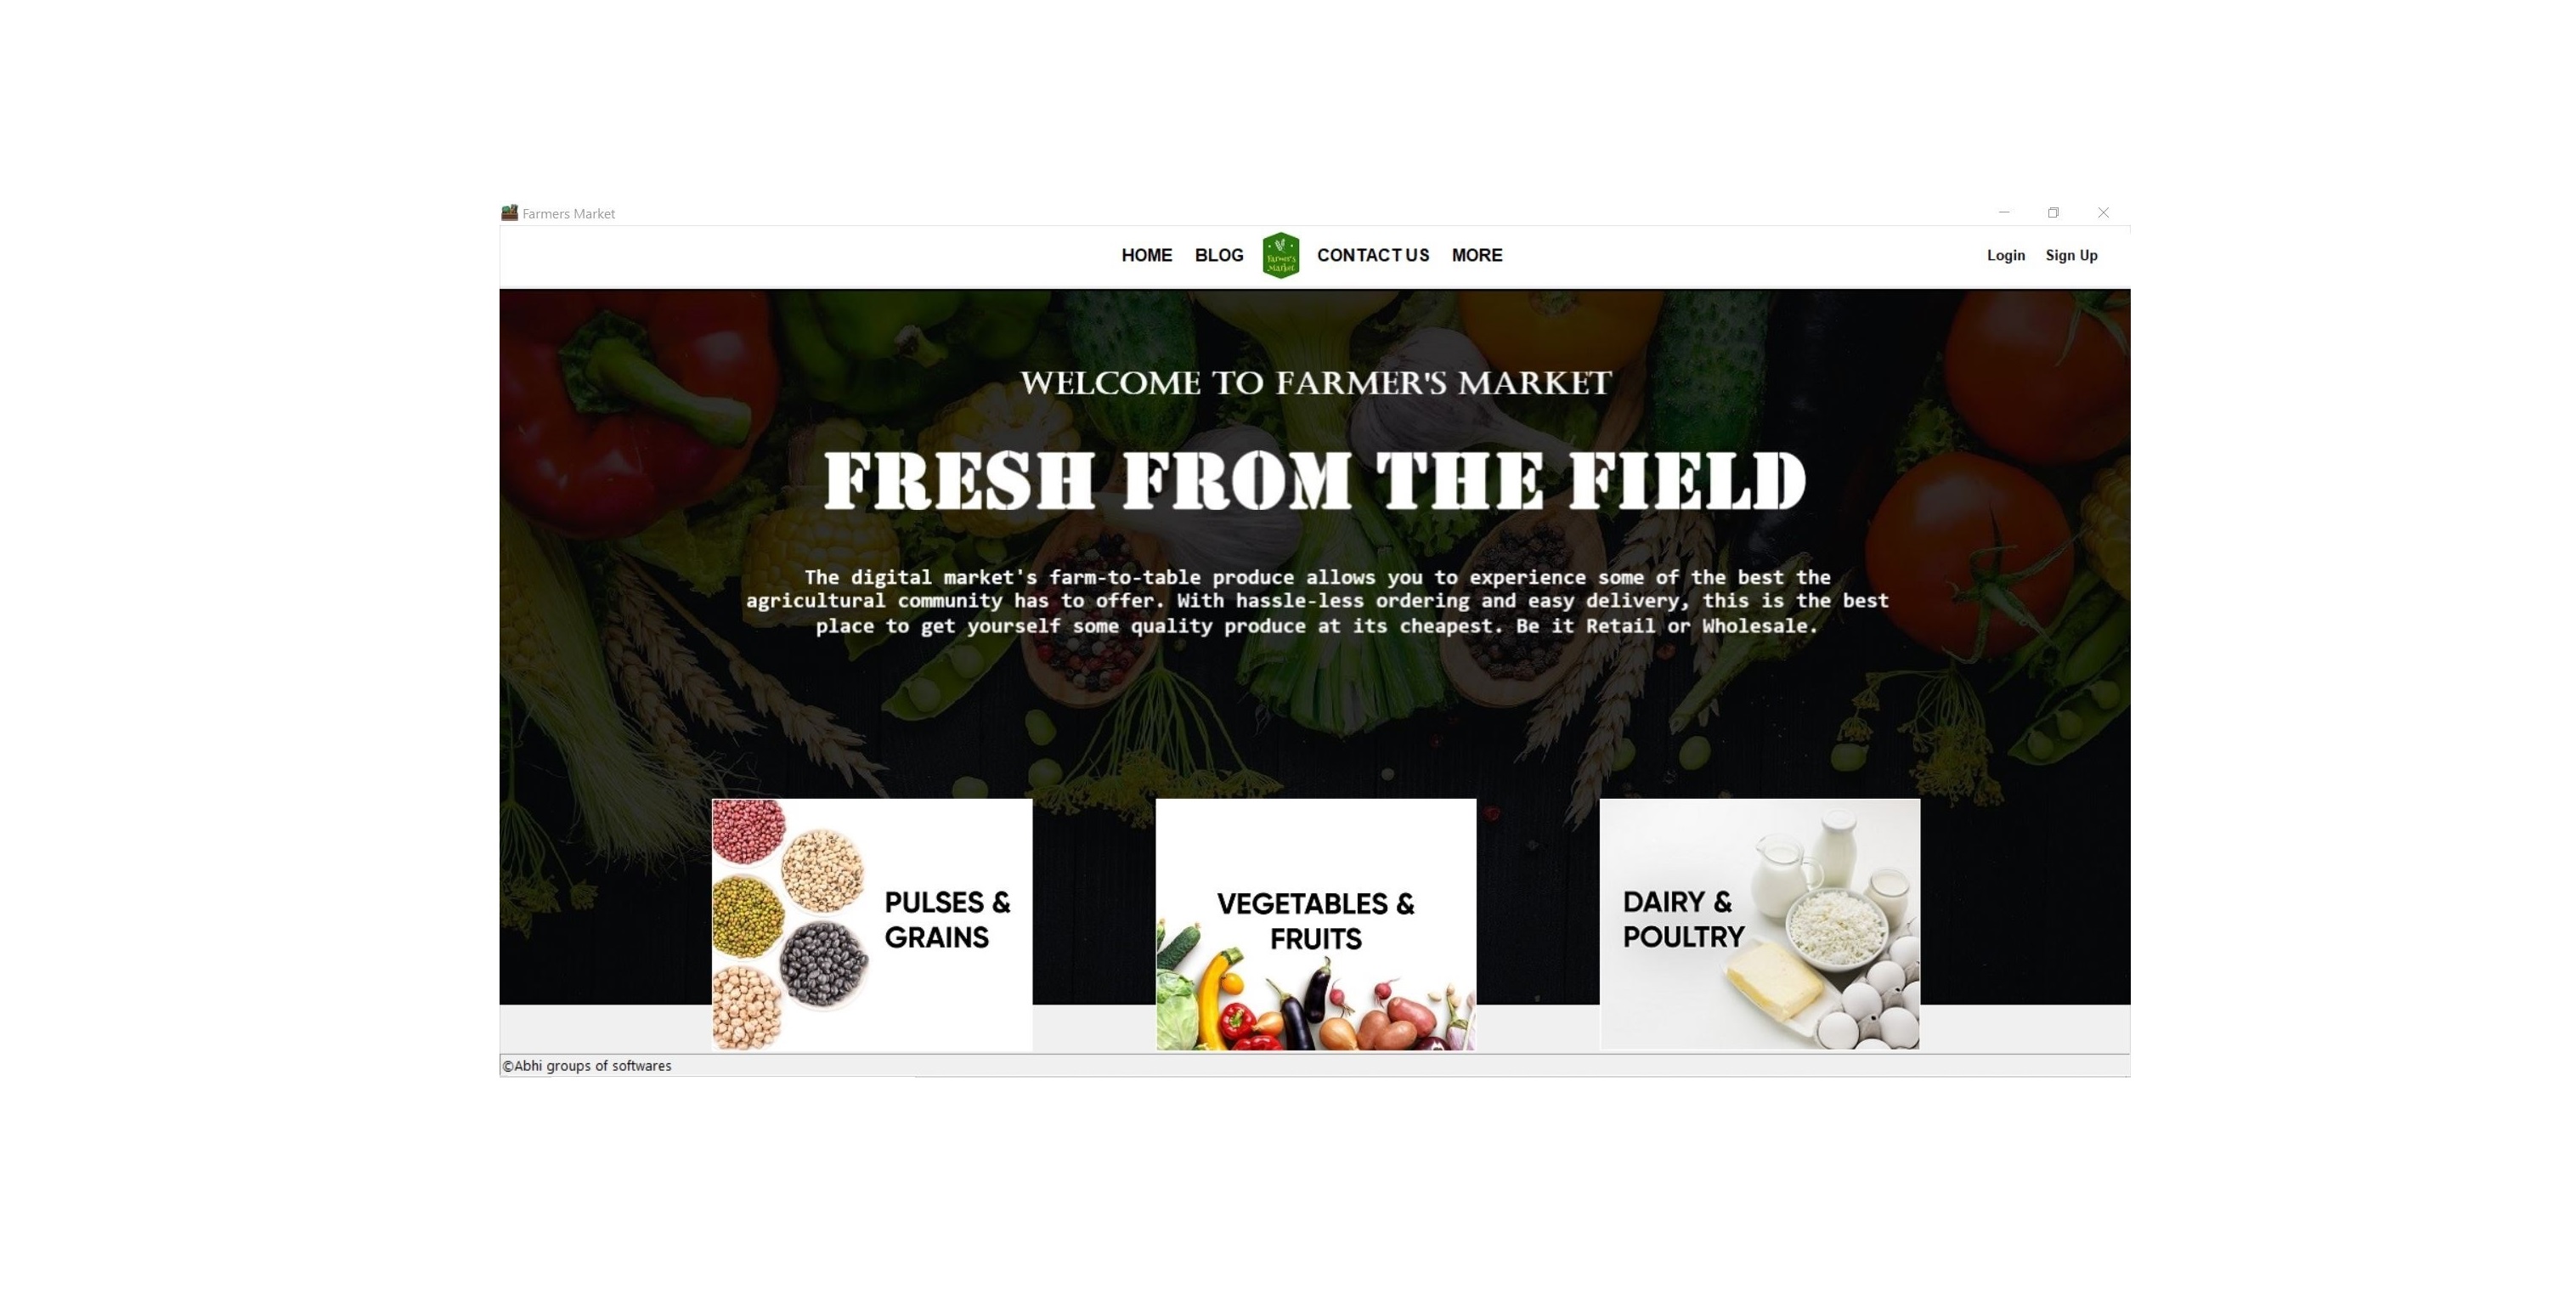 Farmers Market
HOME BLOG Farmer's Market CONTACT US MORE
Login Sign Up
WELCOME TO FARMER'S MARKET
FRESH FROM THE FIELD
The digital market's farm-to-table produce allows you to experience some of the best the
agricultural community has to offer. With hassle-less ordering and easy delivery, this is the best
place to get yourself some quality produce at its cheapest. Be it Retail or Wholesale.
PULSES &
GRAINS
VEGETABLES &
FRUITS
DAIRY &
POULTRY
©Abhi groups of softwares